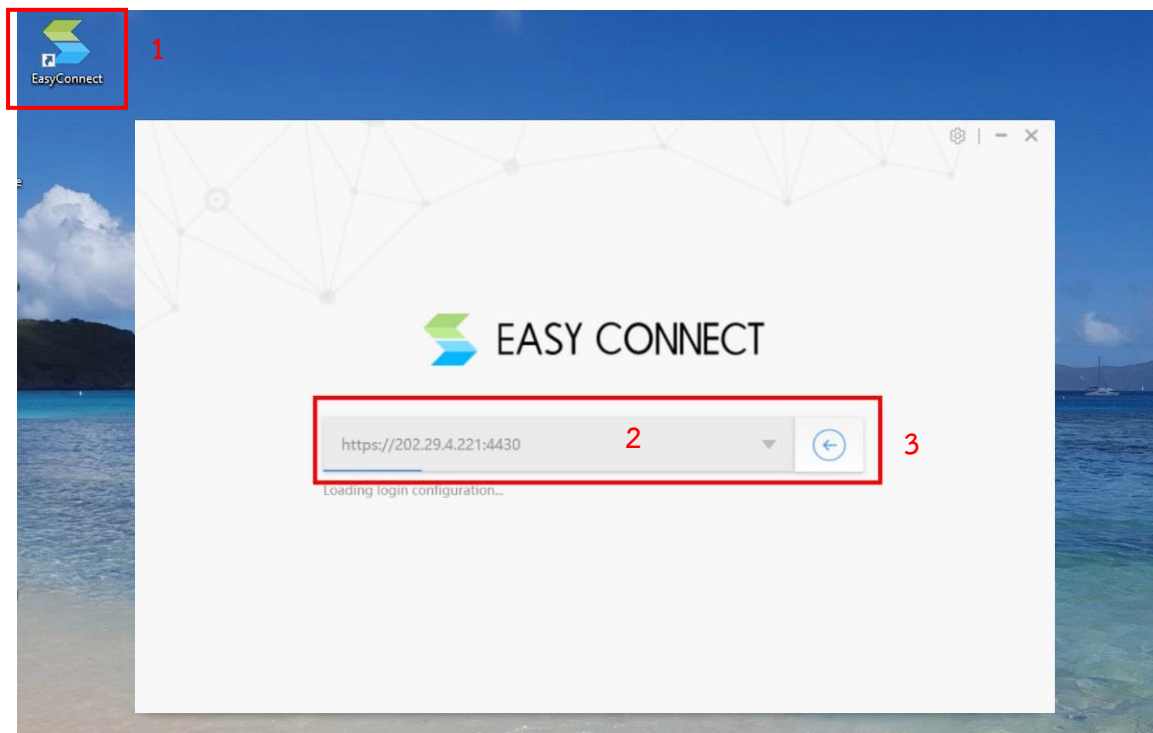 1
EasyConnect
e
EASY CONNECT
https://202.29.4.221:4430
2
3
Loading login configuration...